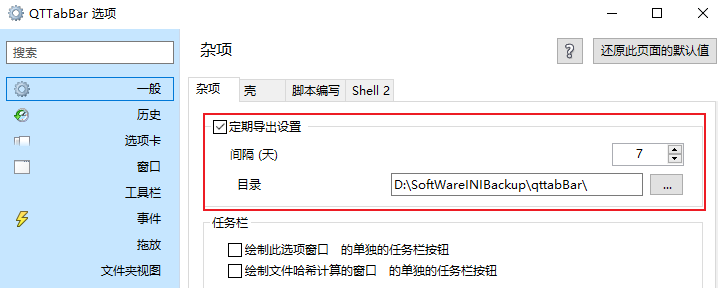 QTTabBar 选项
搜索
杂项
?
还原此页面的默认值
一般
历史
选项卡
窗口
工具栏
事件
拖放
文件夹视图
杂项 壳 脚本编写 Shell 2
定期导出设置
间隔 (天) 7
目录 D:\SoftWareINIBackup\qttabBar\ ...
任务栏
绘制此选项窗口 的单独的任务栏按钮
绘制文件哈希计算的窗口 的单独的任务栏按钮